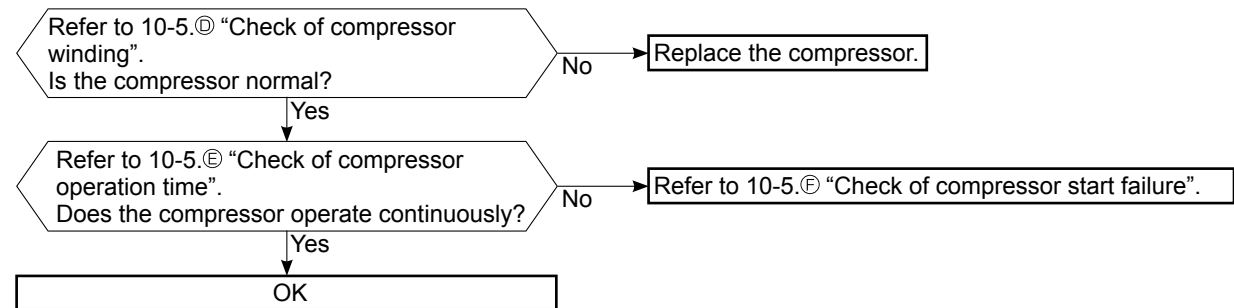 Refer to 10-5.Ⓓ “Check of compressor
winding”.
Is the compressor normal?
No
Replace the compressor.
Yes
Refer to 10-5.Ⓔ “Check of compressor
operation time”.
Does the compressor operate continuously?
No
Refer to 10-5.Ⓕ “Check of compressor start failure”.
Yes
OK